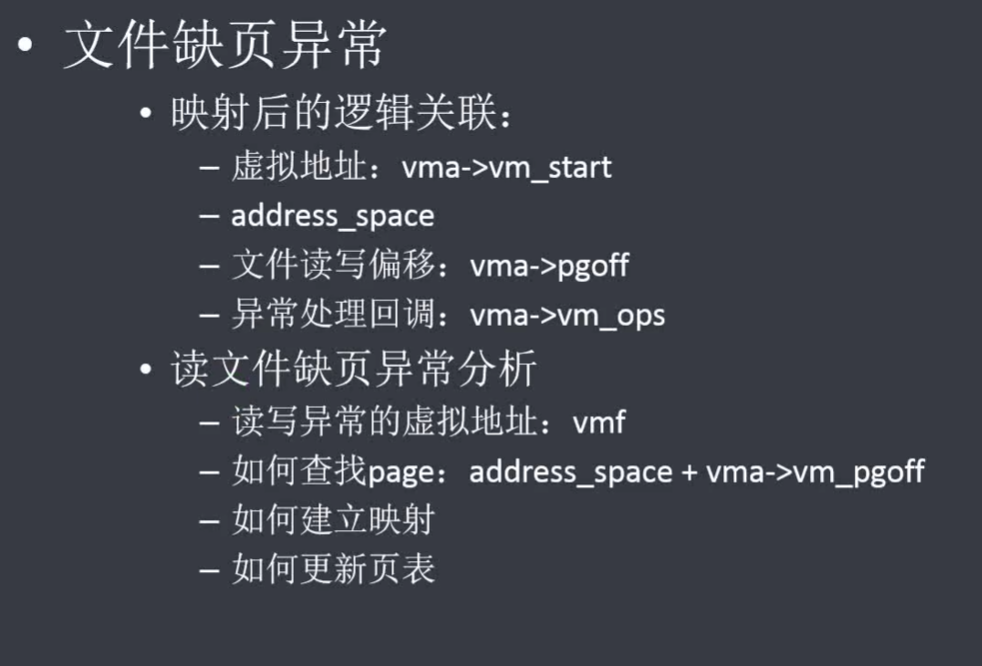 • 文件缺页异常
• 映射后的逻辑关联：
– 虚拟地址：vma->vm_start
– address_space
– 文件读写偏移：vma->pgoff
– 异常处理回调：vma->vm_ops
• 读文件缺页异常分析
– 读写异常的虚拟地址：vmf
– 如何查找page：address_space + vma->vm_pgoff
– 如何建立映射
– 如何更新页表